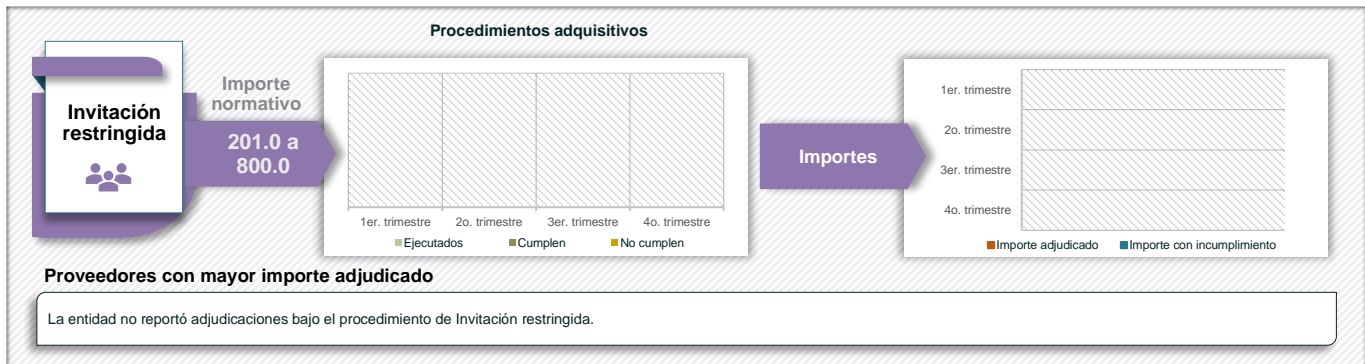 Procedimientos adquisitivos
Invitación
restringida
Importe
normativo
201.0 a
800.0
1er. trimestre 2o. trimestre 3er. trimestre 4o. trimestre
Ejecutados Cumplen No cumplen
Importes
1er. trimestre
2o. trimestre
3er. trimestre
4o. trimestre
Importe adjudicado Importe con incumplimiento
Proveedores con mayor importe adjudicado
La entidad no reportó adjudicaciones bajo el procedimiento de Invitación restringida.